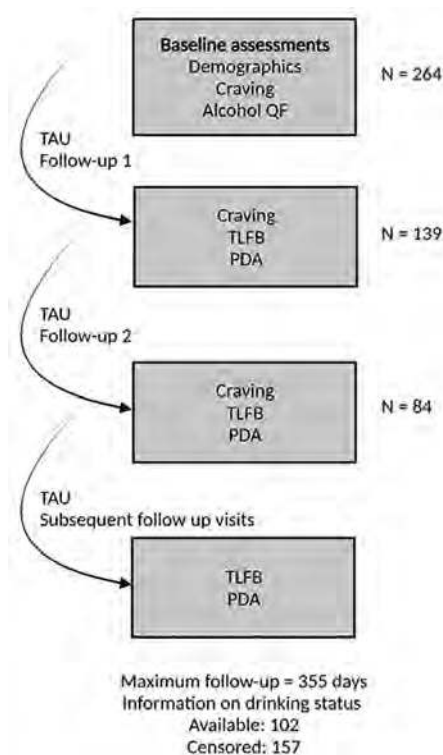 Baseline assessments
Demographics
Craving
Alcohol QF
N = 264
TAU
Follow-up 1
Craving
TLFB
PDA
N = 139
TAU
Follow-up 2
Craving
TLFB
PDA
N = 84
TAU
Subsequent follow up visits
TLFB
PDA
Maximum follow-up = 355 days
Information on drinking status
Available: 102
Censored: 157